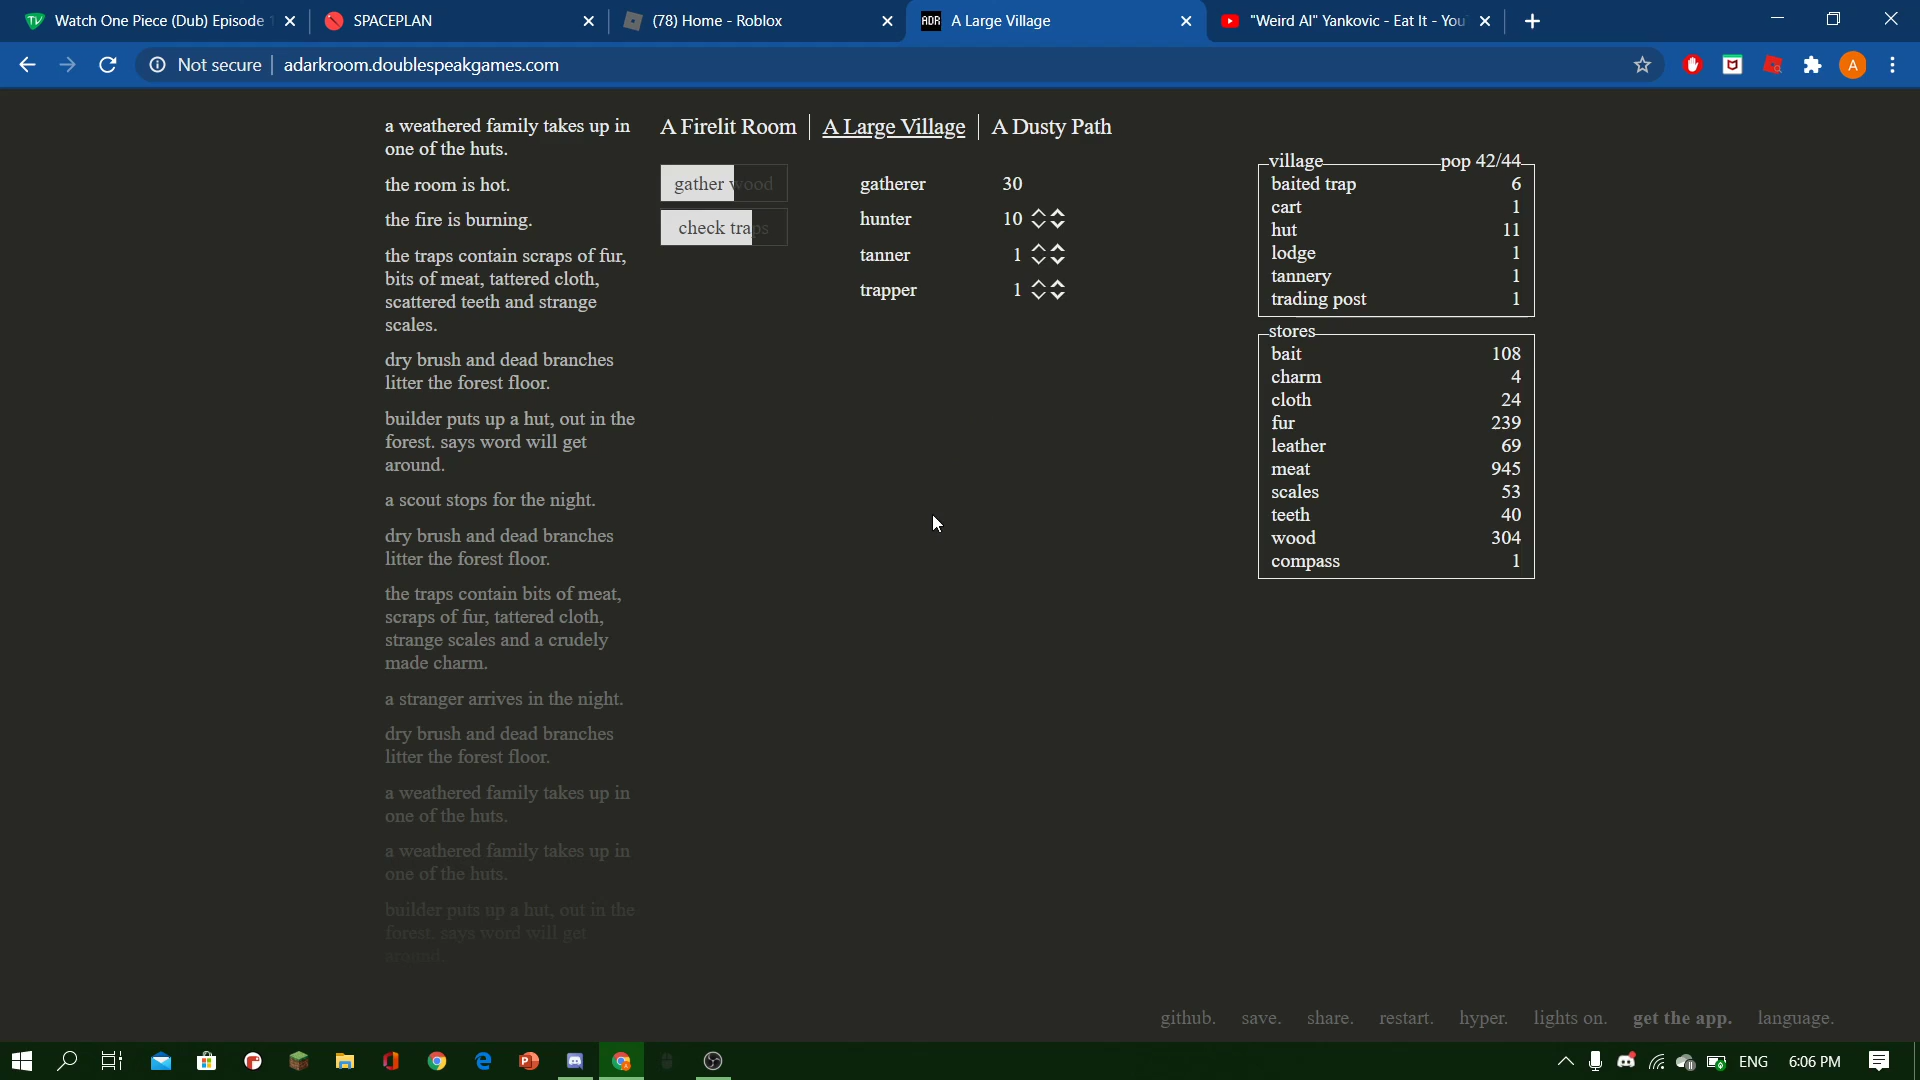 Watch One Piece (Dub) Episode
SPACEPLAN
(78) Home - Roblox
ADR
A Large Village
"Weird Al" Yankovic - Eat It - You
Not secure
adarkroom.doublespeakgames.com
A
a weathered family takes up in
one of the huts.
the room is hot.
the fire is burning.
the traps contain scraps of fur,
bits of meat, tattered cloth,
scattered teeth and strange
scales.
dry brush and dead branches
litter the forest floor.
builder puts up a hut, out in the
forest. says word will get
around.
a scout stops for the night.
dry brush and dead branches
litter the forest floor.
the traps contain bits of meat,
scraps of fur, tattered cloth,
strange scales and a crudely
made charm.
a stranger arrives in the night.
dry brush and dead branches
litter the forest floor.
a weathered family takes up in
one of the huts.
a weathered family takes up in
one of the huts.
builder puts up a hut, out in the
forest. says word will get
around.
A Firelit Room
A Large Village
A Dusty Path
gather wood
check traps
gatherer 30
hunter 10
tanner 1
trapper 1
village pop 42/44
baited trap 6
cart 1
hut 11
lodge 1
tannery 1
trading post 1
stores
bait 108
charm 4
cloth 24
fur 239
leather 69
meat 945
scales 53
teeth 40
wood 304
compass 1
github. save. share. restart. hyper. lights on. get the app. language.
ENG 6:06 PM